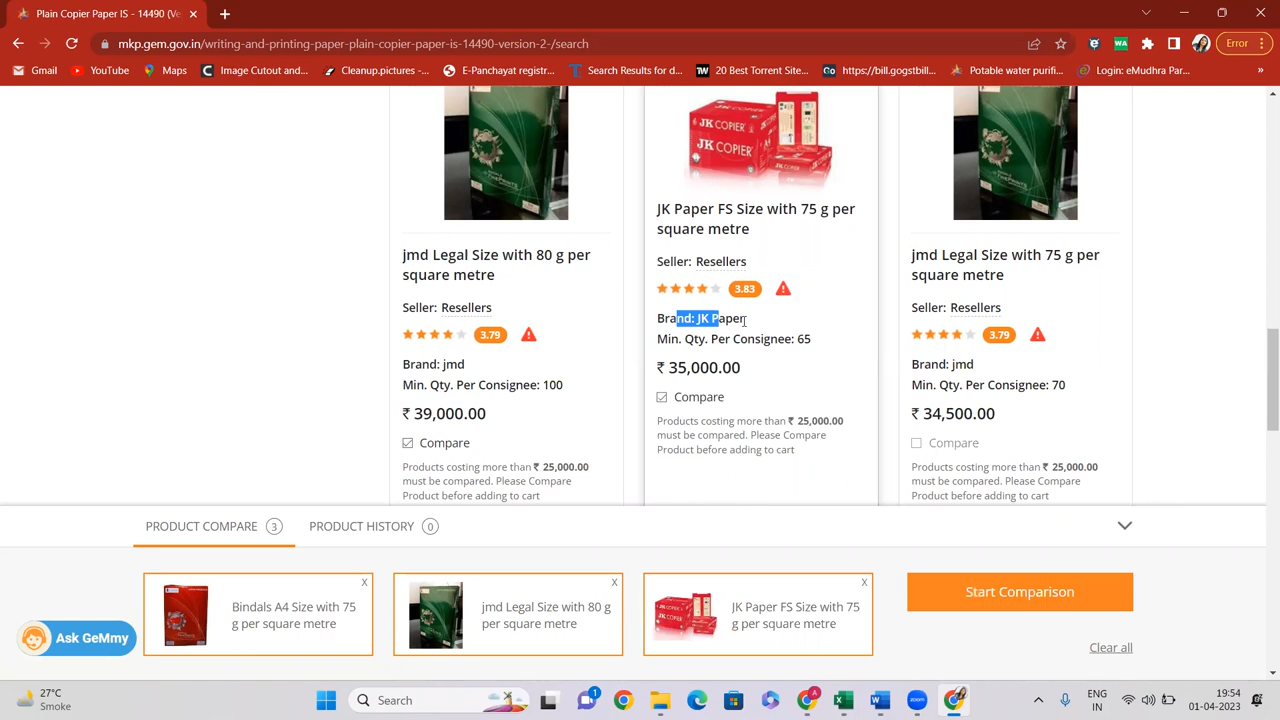 Plain Copier Paper IS - 14490 (Ve
mkp.gem.gov.in/writing-and-printing-paper-plain-copier-paper-is-14490-version-2-/search
Error
Gmail
YouTube
Maps
Image Cutout and...
Cleanup.pictures -...
E-Panchayat registr...
Search Results for d...
20 Best Torrent Site...
https://bill.gogstbill...
Potable water purifi...
Login: eMudhra Par...
JK COPIER
JK COPIER
jmd Legal Size with 80 g per
square metre
Seller: Resellers
3.79
Brand: jmd
Min. Qty. Per Consignee: 100
₹ 39,000.00
Compare
Products costing more than ₹ 25,000.00
must be compared. Please Compare
Product before adding to cart
JK Paper FS Size with 75 g per
square metre
Seller: Resellers
3.83
Brand: JK Paper
Min. Qty. Per Consignee: 65
₹ 35,000.00
Compare
Products costing more than ₹ 25,000.00
must be compared. Please Compare
Product before adding to cart
jmd Legal Size with 75 g per
square metre
Seller: Resellers
3.79
Brand: jmd
Min. Qty. Per Consignee: 70
₹ 34,500.00
Compare
Products costing more than ₹ 25,000.00
must be compared. Please Compare
Product before adding to cart
PRODUCT COMPARE 3
PRODUCT HISTORY 0
X
Bindals A4 Size with 75
g per square metre
X
jmd Legal Size with 80 g
per square metre
X
JK Paper FS Size with 75
g per square metre
Start Comparison
Clear all
Ask GeMmy
27°C
Smoke
Search
1
ENG
IN
19:54
01-04-2023